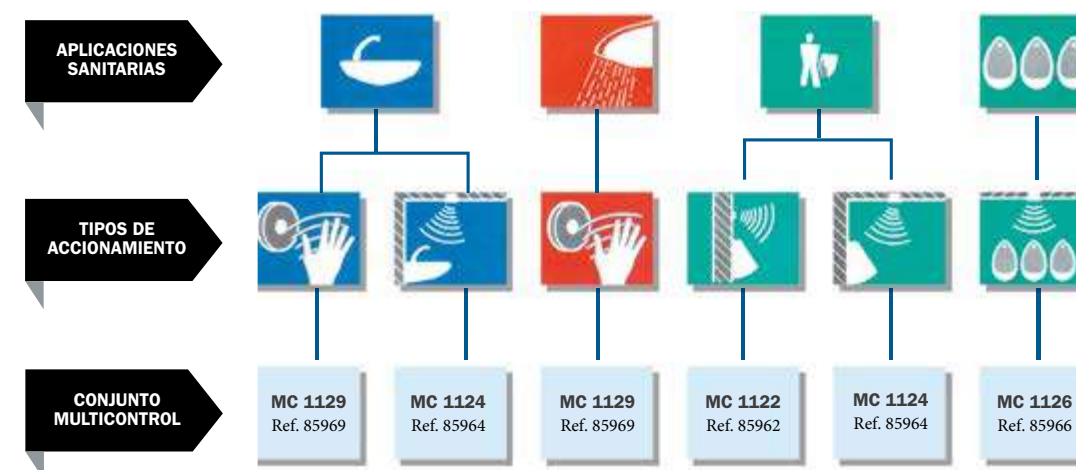 APLICACIONES
SANITARIAS
TIPOS DE
ACCIONAMIENTO
CONJUNTO
MULTICONTROL
MC 1129
Ref. 85969
MC 1124
Ref. 85964
MC 1129
Ref. 85969
MC 1122
Ref. 85962
MC 1124
Ref. 85964
MC 1126
Ref. 85966